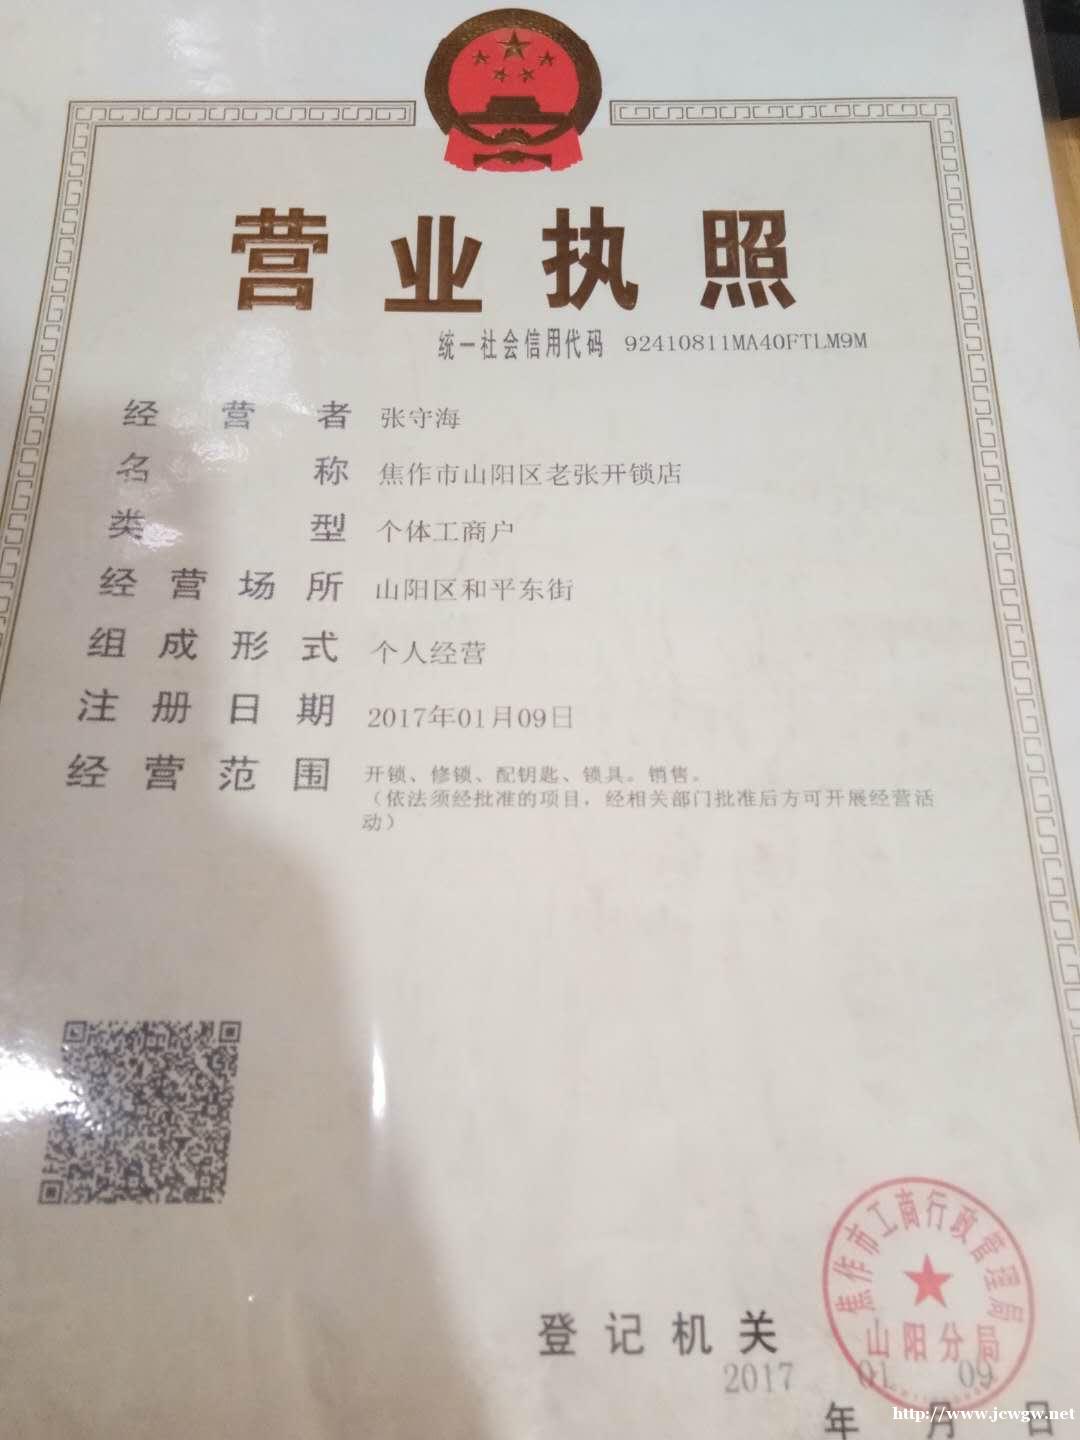 营业执照
统一社会信用代码 92410811MA40FTLM9M
经营者 张守海
名称 焦作市山阳区老张开锁店
类型 个体工商户
经营场所 山阳区和平东街
组成形式 个人经营
注册日期 2017年01月09日
经营范围 开锁、修锁、配钥匙、锁具。销售。
（依法须经批准的项目，经相关部门批准后方可开展经营活
动）
焦作市工商行政管理局
山阳分局
登记机关
2017 01 09
年 月 日
http://www.jcwgw.net